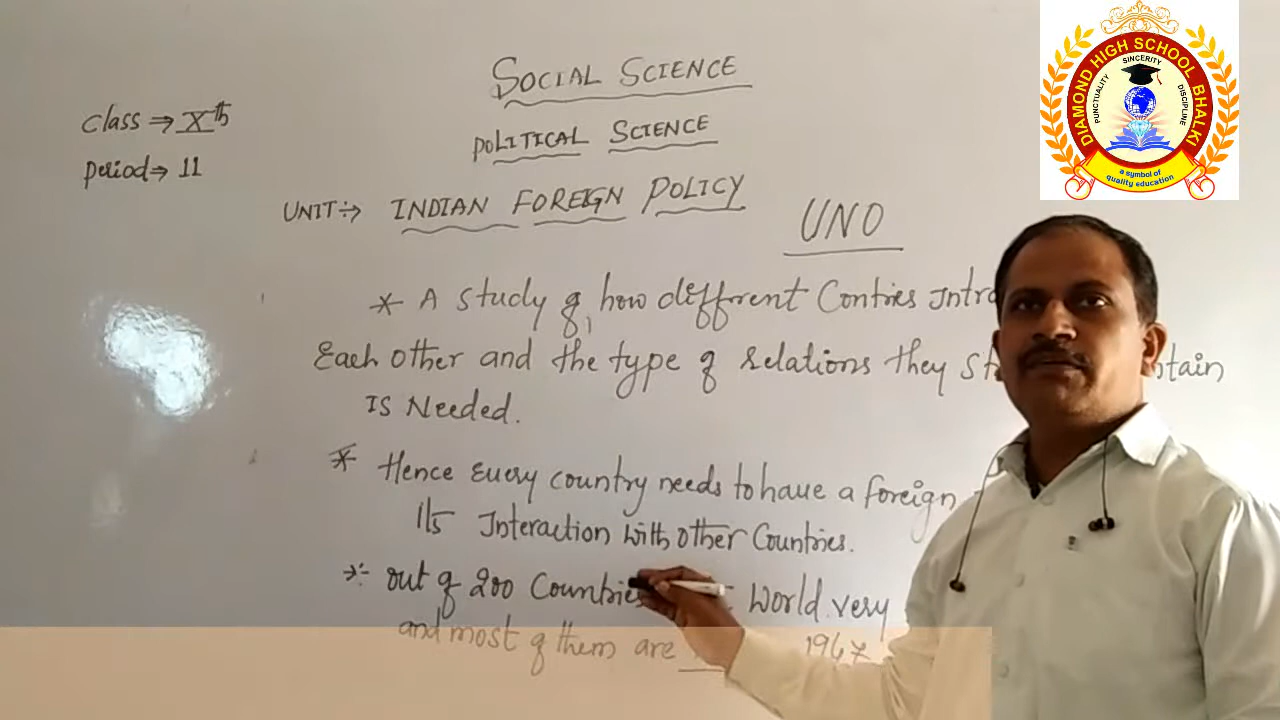 SOCIAL SCIENCE
Class ⇒ Xth
POLITICAL SCIENCE
Period ⇒ 11
UNIT ÷> INDIAN FOREIGN POLICY
UNO
* A study of how different Contries Intra
Each other and the type of relations they st ntain
IS Needed.
* Hence Every country needs to have a foreign
Its Interaction with other Countries.
out of 200 Countries World very
and most of them are 1947
DIAMOND HIGH SCHOOL BHALKI
PUNCTUALITY
SINCERITY
DISCIPLINE
a symbol of
quality education